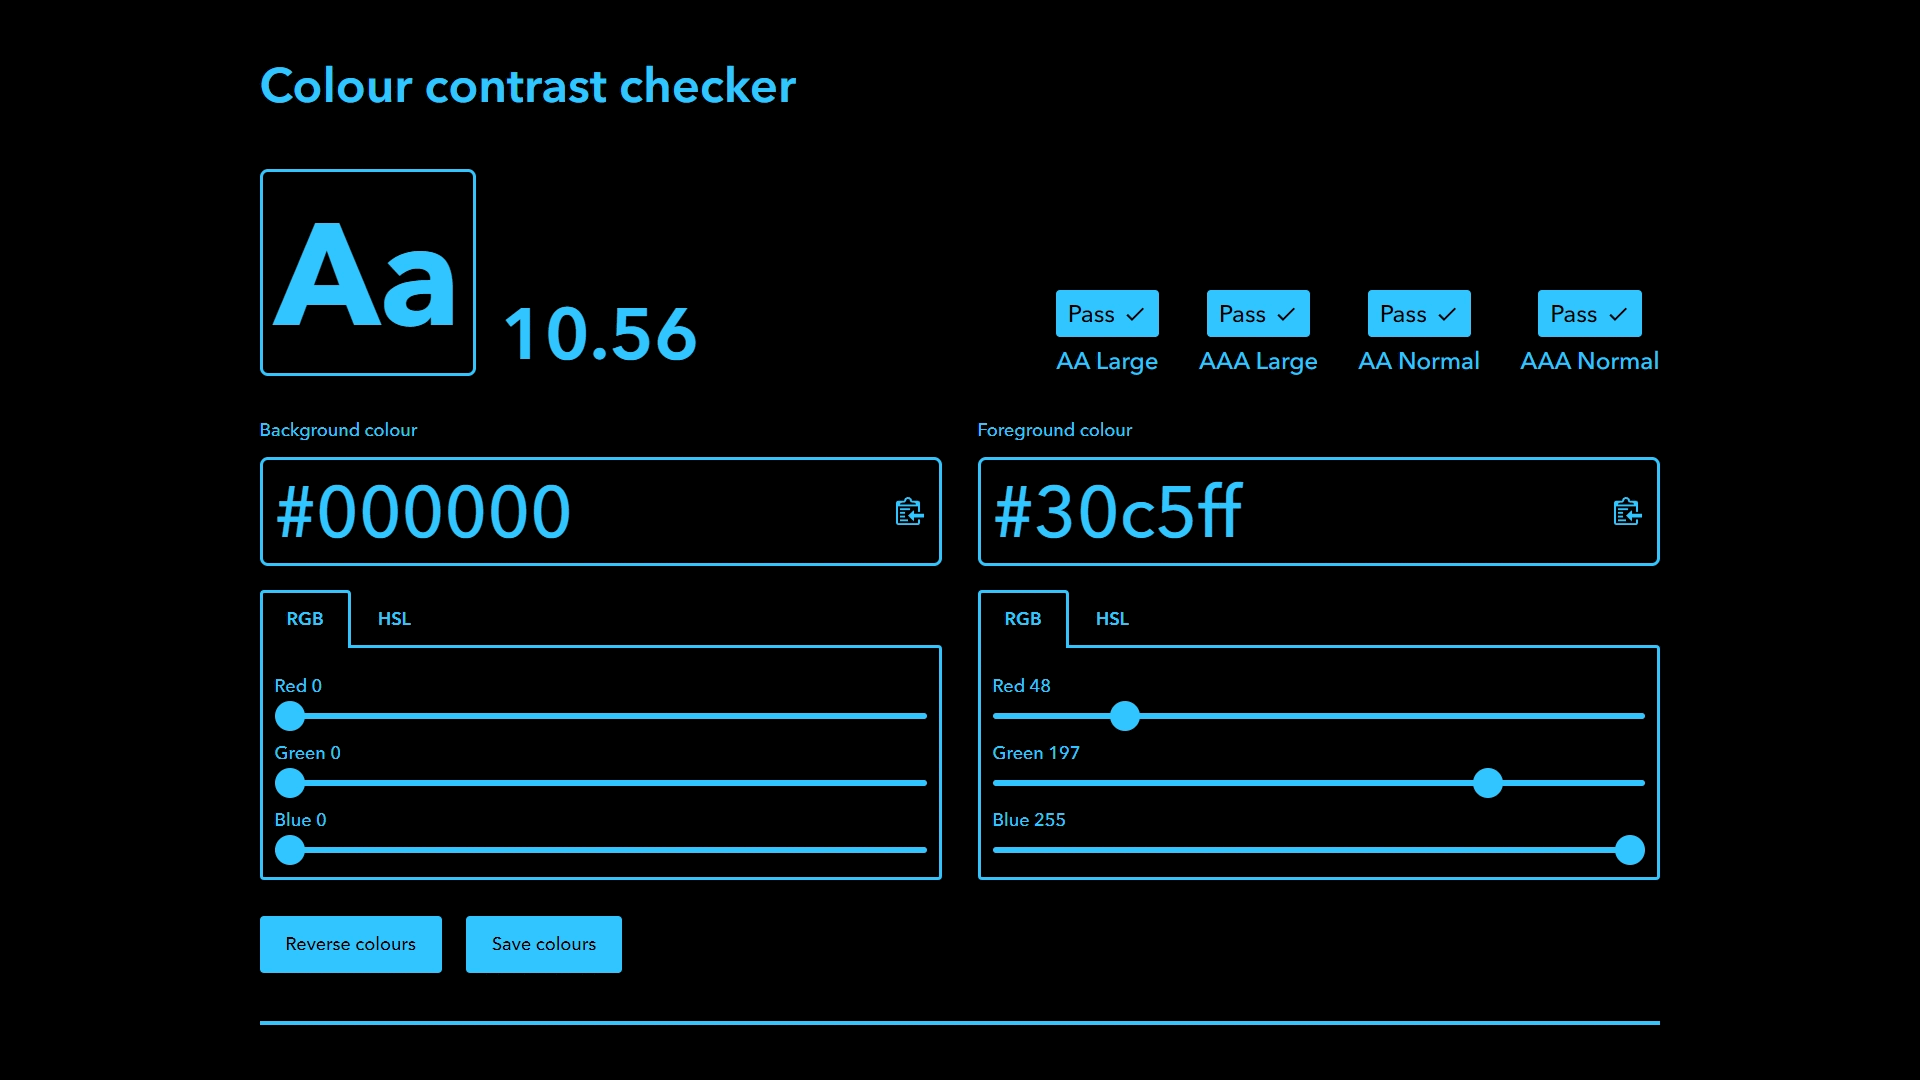 Colour contrast checker
Aa
10.56
Pass
AA Large
Pass
AAA Large
Pass
AA Normal
Pass
AAA Normal
Background colour
#000000
RGB HSL
Red 0
Green 0
Blue 0
Foreground colour
#30c5ff
RGB HSL
Red 48
Green 197
Blue 255
Reverse colours
Save colours